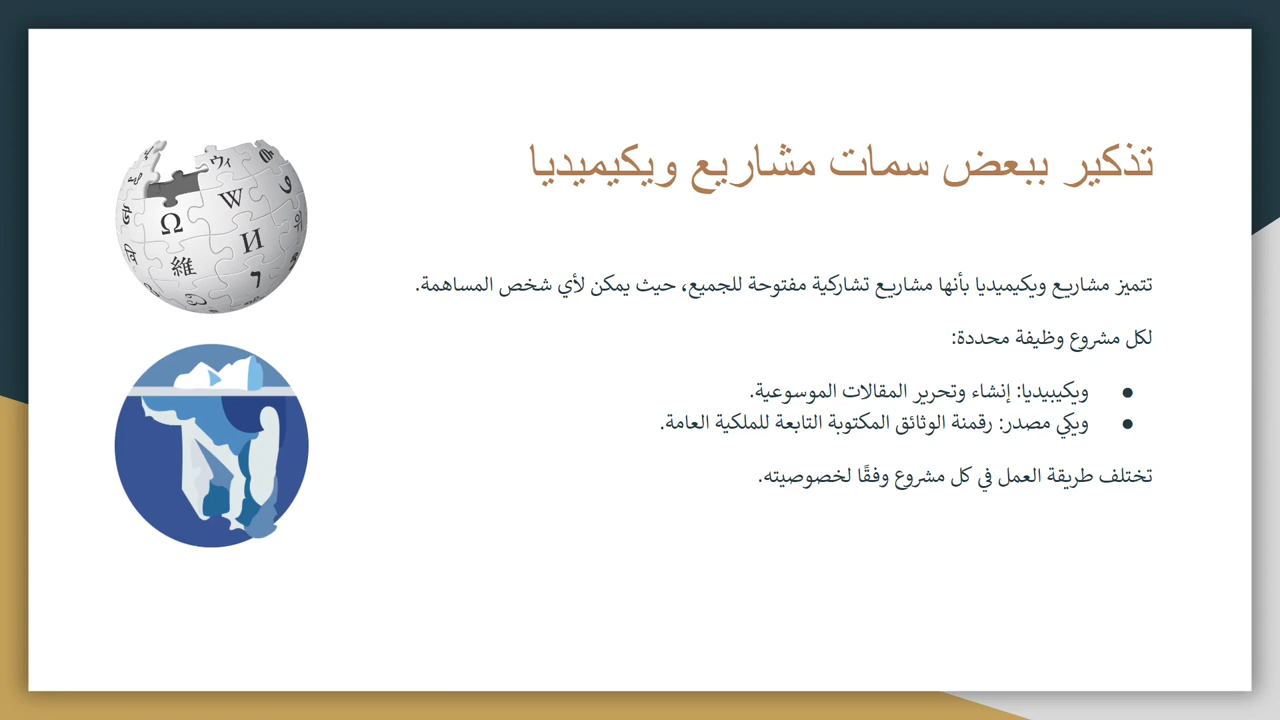 تذكير ببعض سمات مشاريع ويكيميديا
تتميز مشاريع ويكيميديا بأنها مشاريع تشاركية مفتوحة للجميع، حيث يمكن لأي شخص المساهمة.
لكل مشروع وظيفة محددة:
● ويكيبيديا: إنشاء وتحرير المقالات الموسوعية.
● ويكي مصدر: رقمنة الوثائق المكتوبة التابعة للملكية العامة.
تختلف طريقة العمل في كل مشروع وفقًا لخصوصيته.